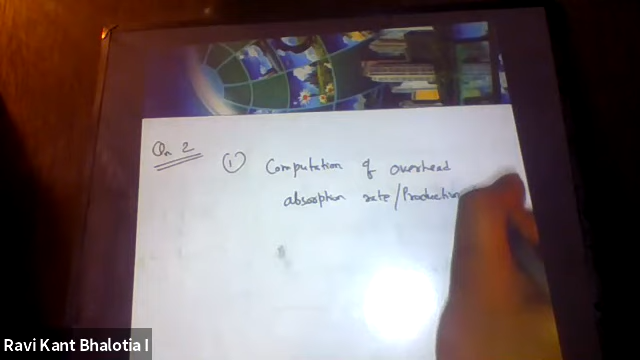 Qn 2
(i) Computation of overhead
absorption rate/Production
Ravi Kant Bhalotia I